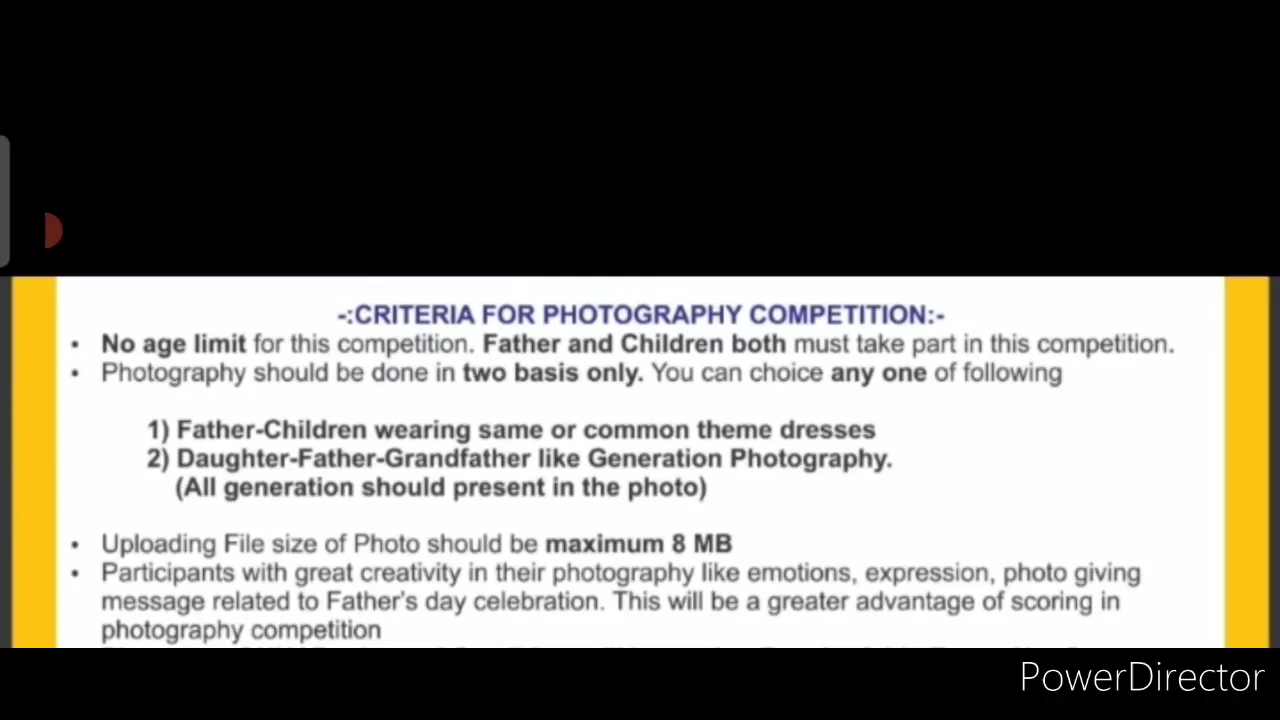 -:CRITERIA FOR PHOTOGRAPHY COMPETITION:-
• No age limit for this competition. Father and Children both must take part in this competition.
• Photography should be done in two basis only. You can choice any one of following
1) Father-Children wearing same or common theme dresses
2) Daughter-Father-Grandfather like Generation Photography.
(All generation should present in the photo)
• Uploading File size of Photo should be maximum 8 MB
• Participants with great creativity in their photography like emotions, expression, photo giving
message related to Father's day celebration. This will be a greater advantage of scoring in
photography competition
PowerDirector